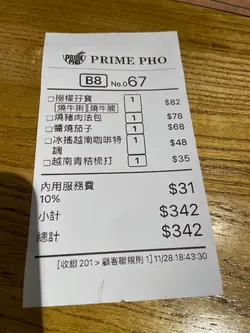 PRIME PHO
PRIME PHO
B8 No.067
□撈檬孖寶 1 $82
燒牛脷 燒牛腩
□燒豬肉法包 1 $78
□醬燒茄子 1 $68
□冰搖越南咖啡特調 1 $48
□越南青桔梳打 1 $35
內用服務費 $31
10%
小計 $342
總計 $342
[ 收銀 201 > 顧客聯規則 1 ] 11/28 18:43:30